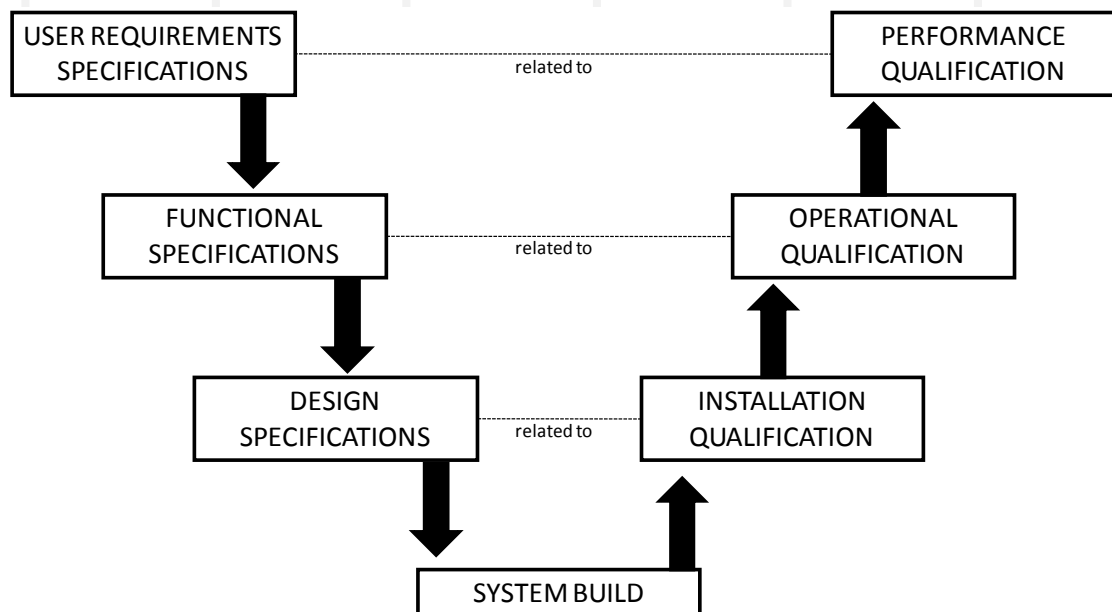 USER REQUIREMENTS
SPECIFICATIONS
related to
PERFORMANCE
QUALIFICATION
FUNCTIONAL
SPECIFICATIONS
related to
OPERATIONAL
QUALIFICATION
DESIGN
SPECIFICATIONS
related to
INSTALLATION
QUALIFICATION
SYSTEM BUILD